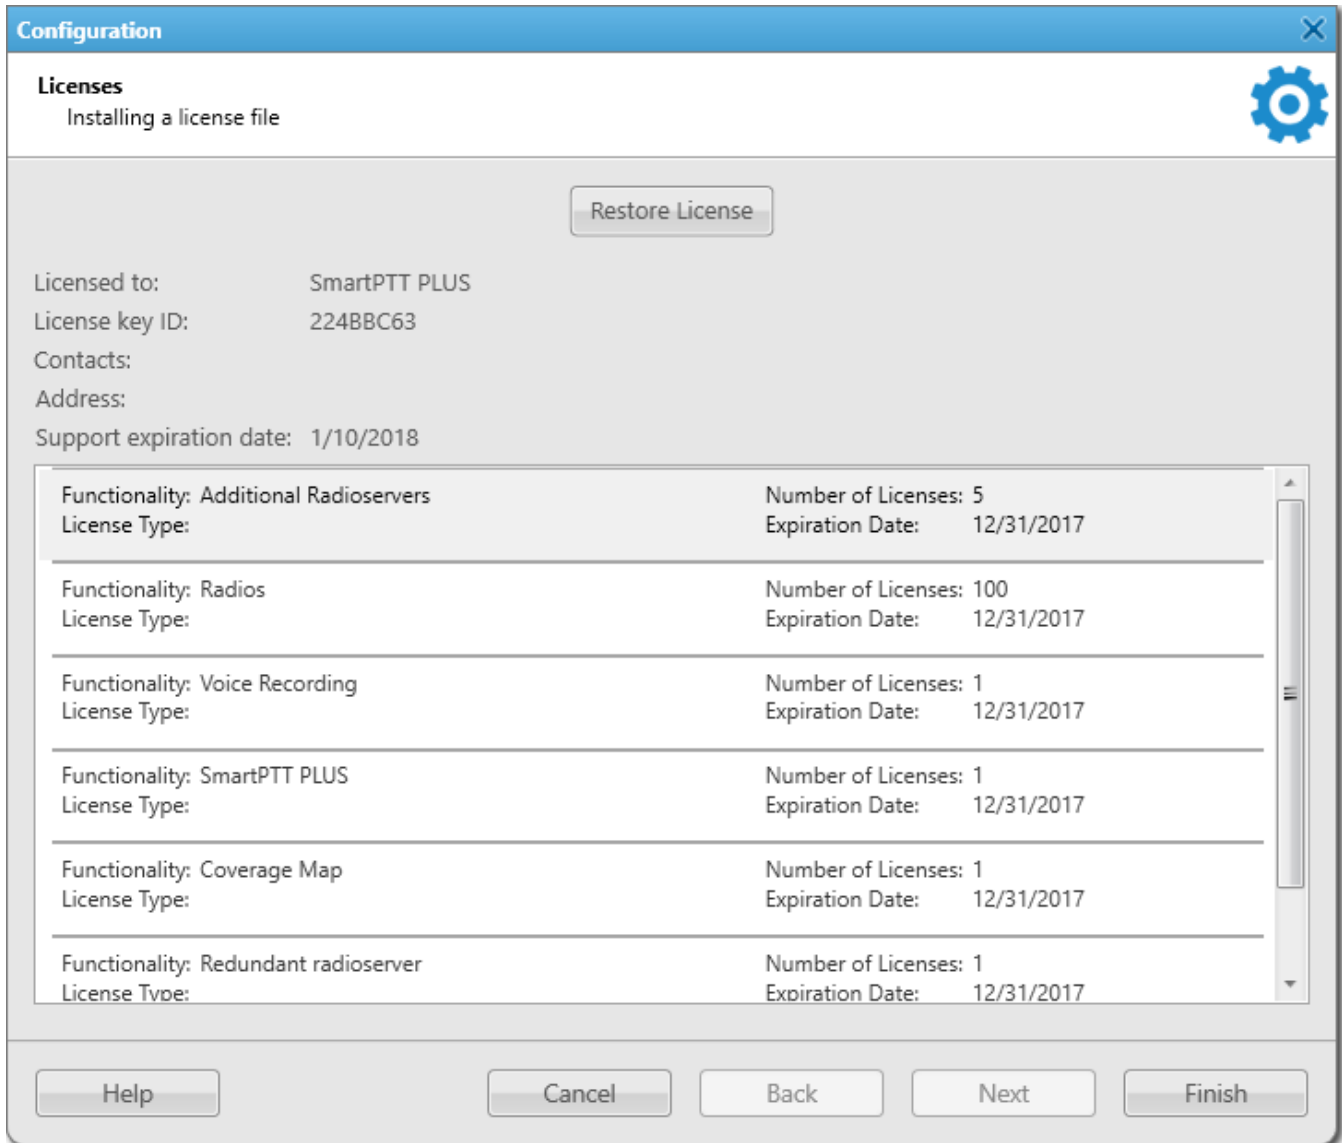 Configuration
Licenses
Installing a license file
Restore License
Licensed to: SmartPTT PLUS
License key ID: 224BBC63
Contacts:
Address:
Support expiration date: 1/10/2018
Functionality: Additional Radioservers Number of Licenses: 5
License Type: Expiration Date: 12/31/2017
Functionality: Radios Number of Licenses: 100
License Type: Expiration Date: 12/31/2017
Functionality: Voice Recording Number of Licenses: 1
License Type: Expiration Date: 12/31/2017
Functionality: SmartPTT PLUS Number of Licenses: 1
License Type: Expiration Date: 12/31/2017
Functionality: Coverage Map Number of Licenses: 1
License Type: Expiration Date: 12/31/2017
Functionality: Redundant radioserver Number of Licenses: 1
License Type: Expiration Date: 12/31/2017
Help Cancel Back Next Finish